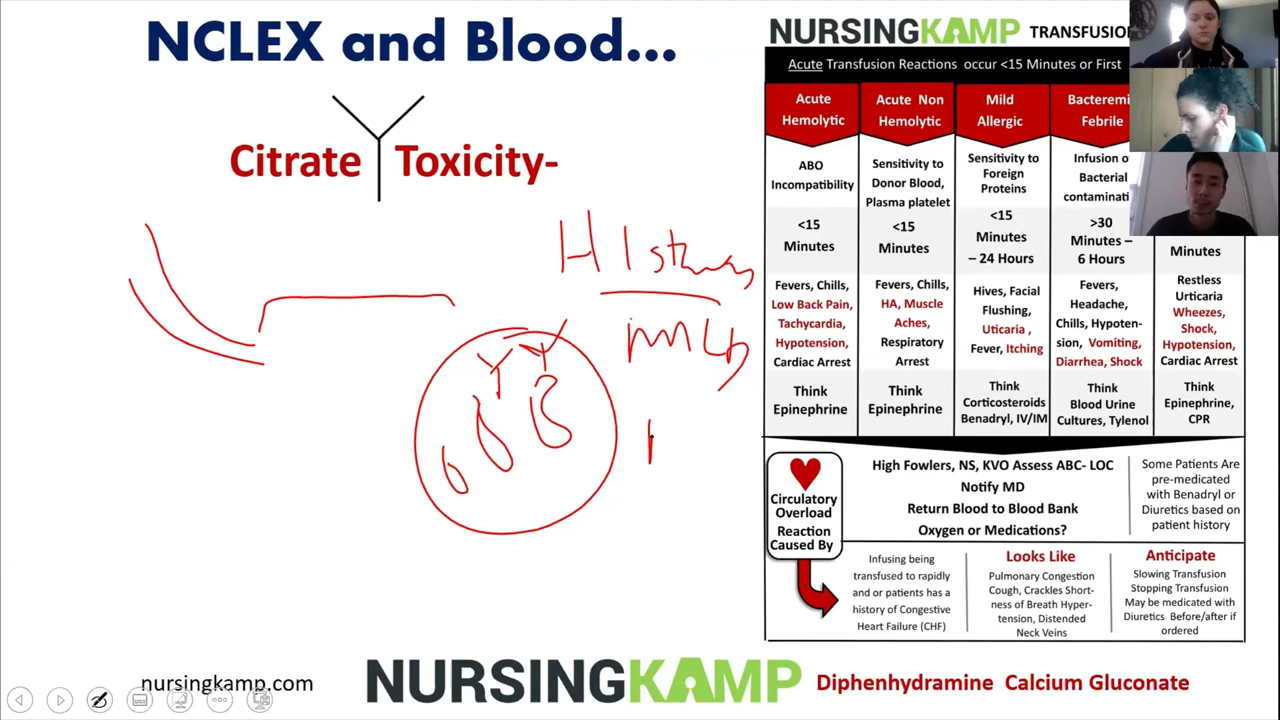 NCLEX and Blood...
Citrate Toxicity-
NURSINGKAMP TRANSFUSION
Acute Transfusion Reactions occur <15 Minutes or First
Acute
Hemolytic
ABO
Incompatibility
<15
Minutes
Fevers, Chills,
Low Back Pain,
Tachycardia,
Hypotension,
Cardiac Arrest
Think
Epinephrine
Acute Non
Hemolytic
Sensitivity to
Donor Blood,
Plasma platelet
<15
Minutes
Fevers, Chills,
HA, Muscle
Aches,
Respiratory
Arrest
Think
Epinephrine
Mild
Allergic
Sensitivity to
Foreign
Proteins
<15
Minutes
– 24 Hours
Hives, Facial
Flushing,
Uticaria ,
Fever, Itching
Think
Corticosteroids
Benadryl, IV/IM
Bacteremi
Febrile
Infusion o
Bacterial
contaminati
>30
Minutes –
6 Hours
Fevers,
Headache,
Chills, Hypoten-
sion, Vomiting,
Diarrhea, Shock
Think
Blood Urine
Cultures, Tylenol
Minutes
Restless
Urticaria
Wheezes,
Shock,
Hypotension,
Cardiac Arrest
Think
Epinephrine,
CPR
Circulatory
Overload
Reaction
Caused By
High Fowlers, NS, KVO Assess ABC- LOC
Notify MD
Return Blood to Blood Bank
Oxygen or Medications?
Some Patients are
pre-medicated
with Benadryl or
Diuretics based on
patient history
Infusing being
transfused to rapidly
and or patients has a
history of Congestive
Heart Failure (CHF)
Looks Like
Pulmonary Congestion
Cough, Crackles Short-
ness of Breath Hyper-
tension, Distended
Neck Veins
Anticipate
Slowing Transfusion
Stopping Transfusion
May be medicated with
Diuretics Before/after if
ordered
nursingkamp.com
NURSINGKAMP
Diphenhydramine Calcium Gluconate